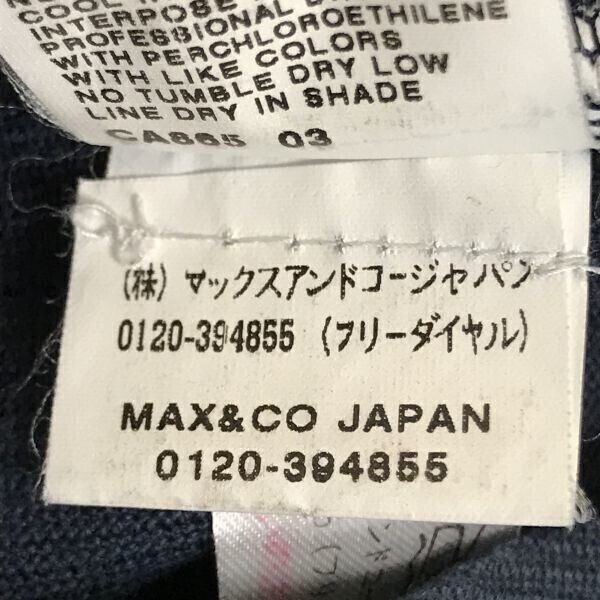 COOL
INTERPOSE
PROFESSIONAL
WITH PERCHLOROETHILENE
WITH LIKE COLORS
NO TUMBLE DRY LOW
LINE DRY IN SHADE
CA865 03
(株) マックスアンドコージャパン
0120-394855 (フリーダイヤル)
MAX&CO JAPAN
0120-394855